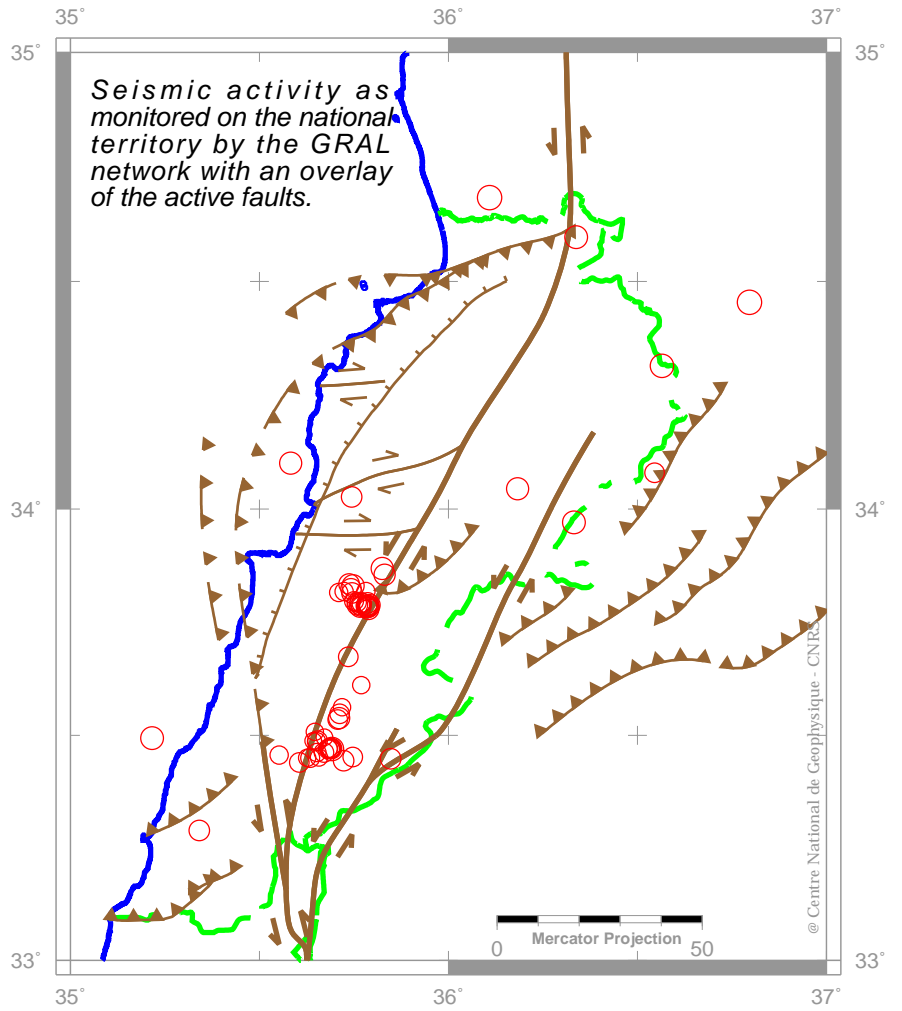 35° 36° 37°
35° 35°
Seismic activity as
monitored on the national
territory by the GRAL
network with an overlay
of the active faults.
34° 34°
@ Centre National de Geophysique - CNRS
Mercator Projection
0 50
33° 33°
35° 36° 37°